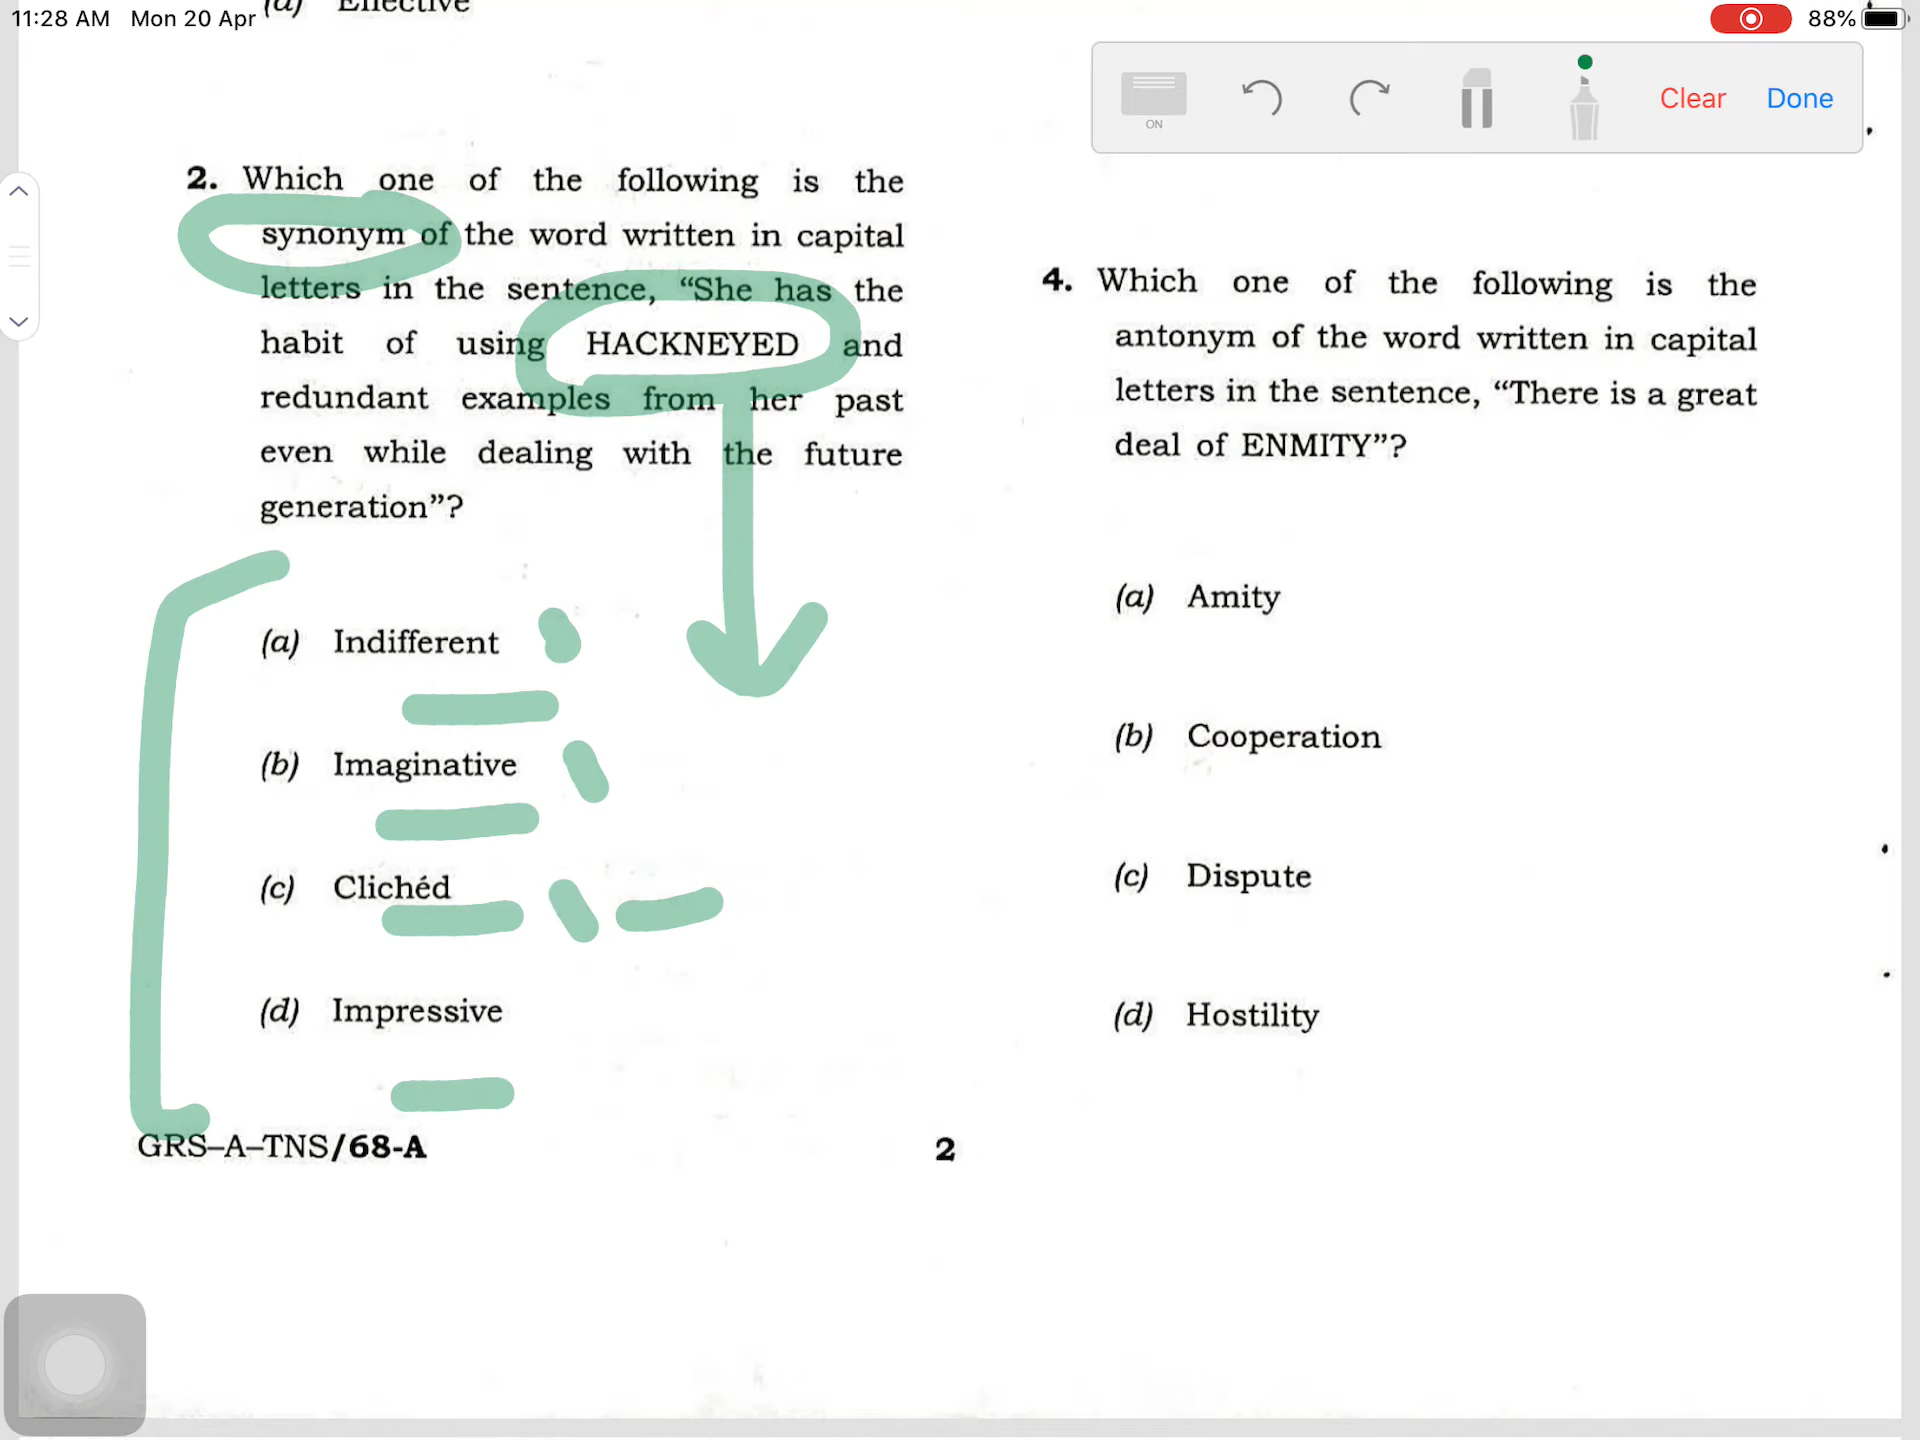 11:28 AM Mon 20 Apr
88%
(d) Effective
ON
Clear
Done
2. Which one of the following is the
synonym of the word written in capital
letters in the sentence, “She has the
habit of using HACKNEYED and
redundant examples from her past
even while dealing with the future
generation”?
(a) Indifferent
(b) Imaginative
(c) Clichéd
(d) Impressive
GRS–A–TNS/68-A
2
4. Which one of the following is the
antonym of the word written in capital
letters in the sentence, “There is a great
deal of ENMITY”?
(a) Amity
(b) Cooperation
(c) Dispute
(d) Hostility